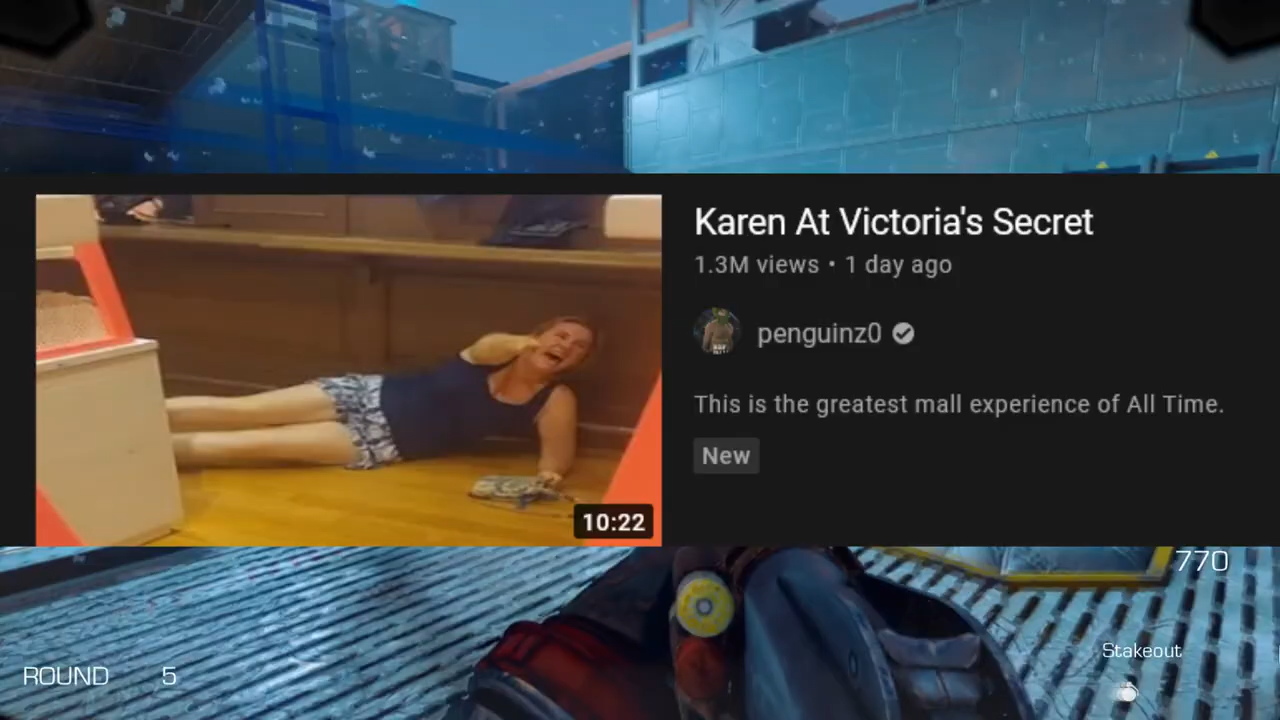 Karen At Victoria's Secret
1.3M views • 1 day ago
penguinz0
This is the greatest mall experience of All Time.
New
10:22
770
Stakeout
ROUND 5